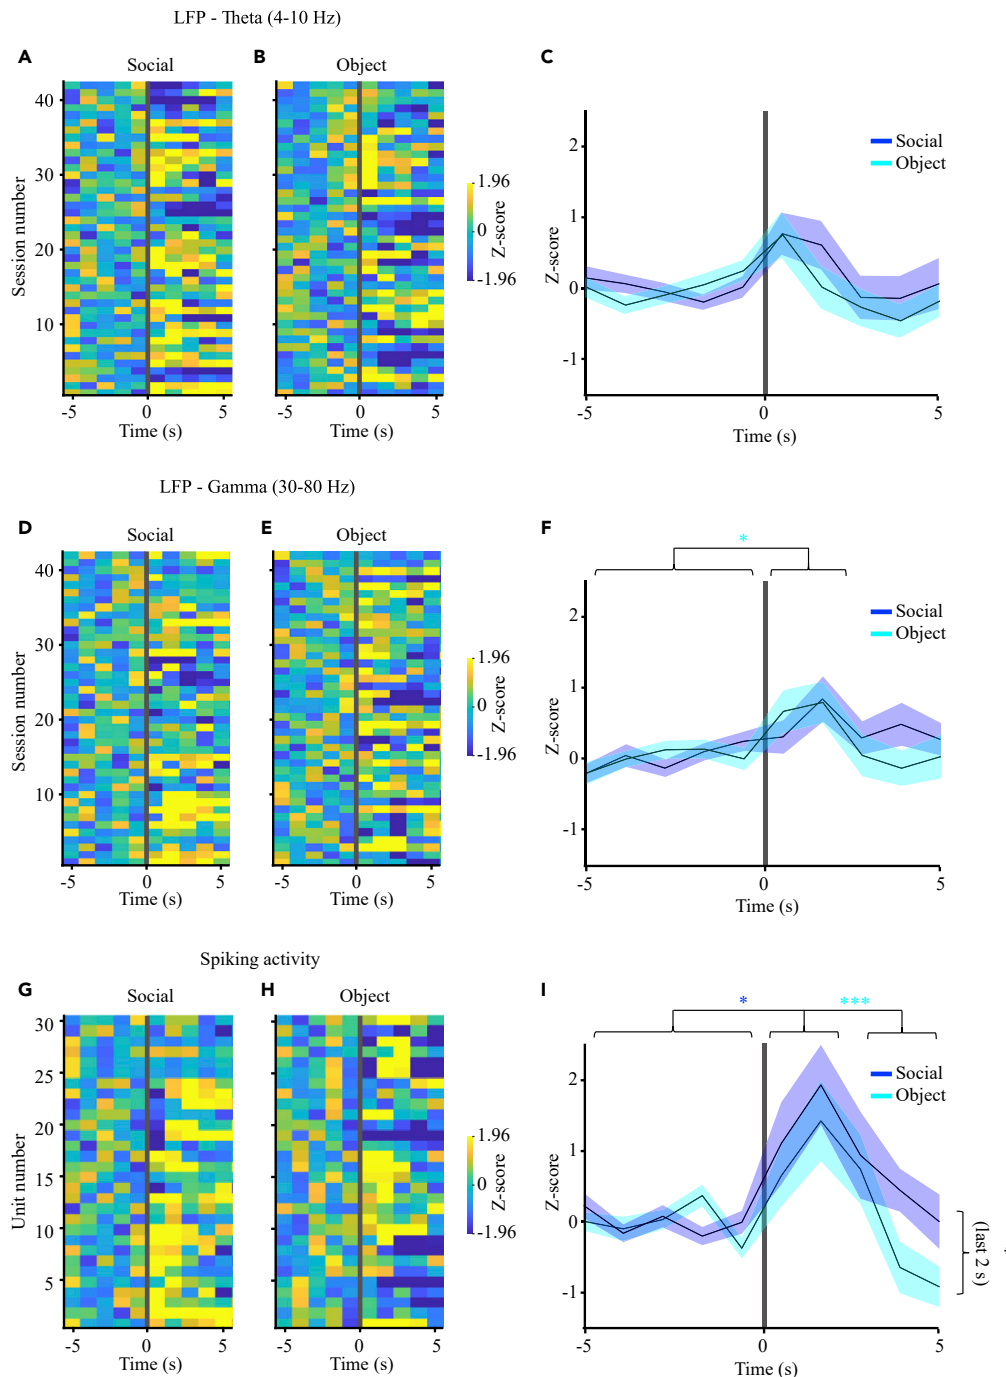 LFP - Theta (4-10 Hz)
A
Social
B
Object
C
Session number
40
30
20
10
-5
0
5
Time (s)
-5
0
5
Time (s)
1.96
0
-1.96
Z-score
Z-score
2
1
0
-1
Social
Object
-5
0
5
Time (s)
LFP - Gamma (30-80 Hz)
D
Social
E
Object
F
Session number
40
30
20
10
-5
0
5
Time (s)
-5
0
5
Time (s)
1.96
0
-1.96
Z-score
*
Z-score
2
1
0
-1
Social
Object
-5
0
5
Time (s)
Spiking activity
G
Social
H
Object
I
Unit number
30
25
20
15
10
5
-5
0
5
Time (s)
-5
0
5
Time (s)
1.96
0
-1.96
Z-score
*
***
Z-score
2
1
0
-1
Social
Object
(last 2 s)
-5
0
5
Time (s)